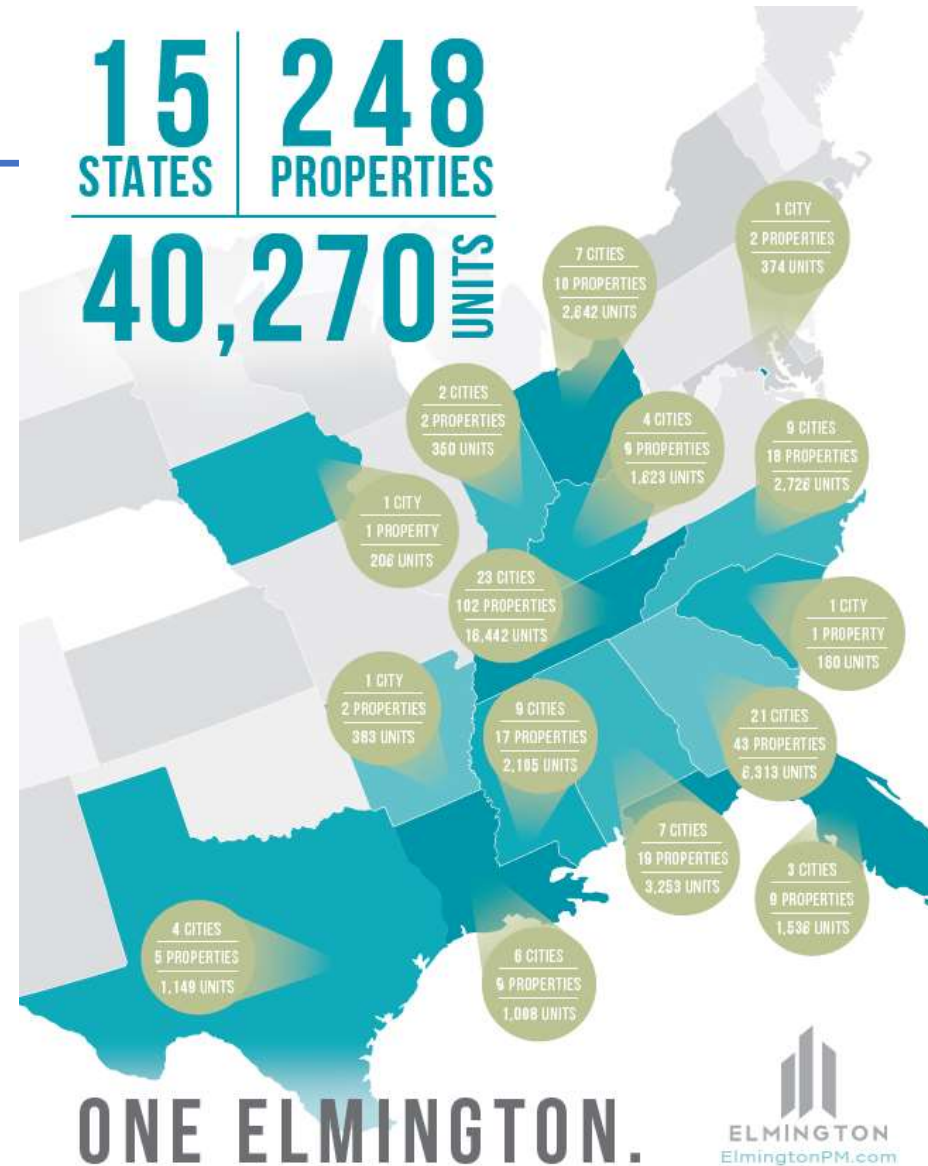 15
STATES
248
PROPERTIES
40,270 UNITS
1 CITY
2 PROPERTIES
374 UNITS
7 CITIES
10 PROPERTIES
2,642 UNITS
2 CITIES
2 PROPERTIES
350 UNITS
4 CITIES
9 PROPERTIES
1,623 UNITS
9 CITIES
18 PROPERTIES
2,726 UNITS
1 CITY
1 PROPERTY
206 UNITS
23 CITIES
102 PROPERTIES
16,442 UNITS
1 CITY
1 PROPERTY
160 UNITS
1 CITY
2 PROPERTIES
383 UNITS
9 CITIES
17 PROPERTIES
UNITS
21 CITIES
43 PROPERTIES
6,313 UNITS
7 CITIES
19 PROPERTIES
3,253 UNITS
3 CITIES
9 PROPERTIES
1,536 UNITS
4 CITIES
5 PROPERTIES
1,149 UNITS
6 CITIES
9 PROPERTIES
1,008 UNITS
ONE ELMINGTON.
ELMINGTON
ElmingtonPM.com